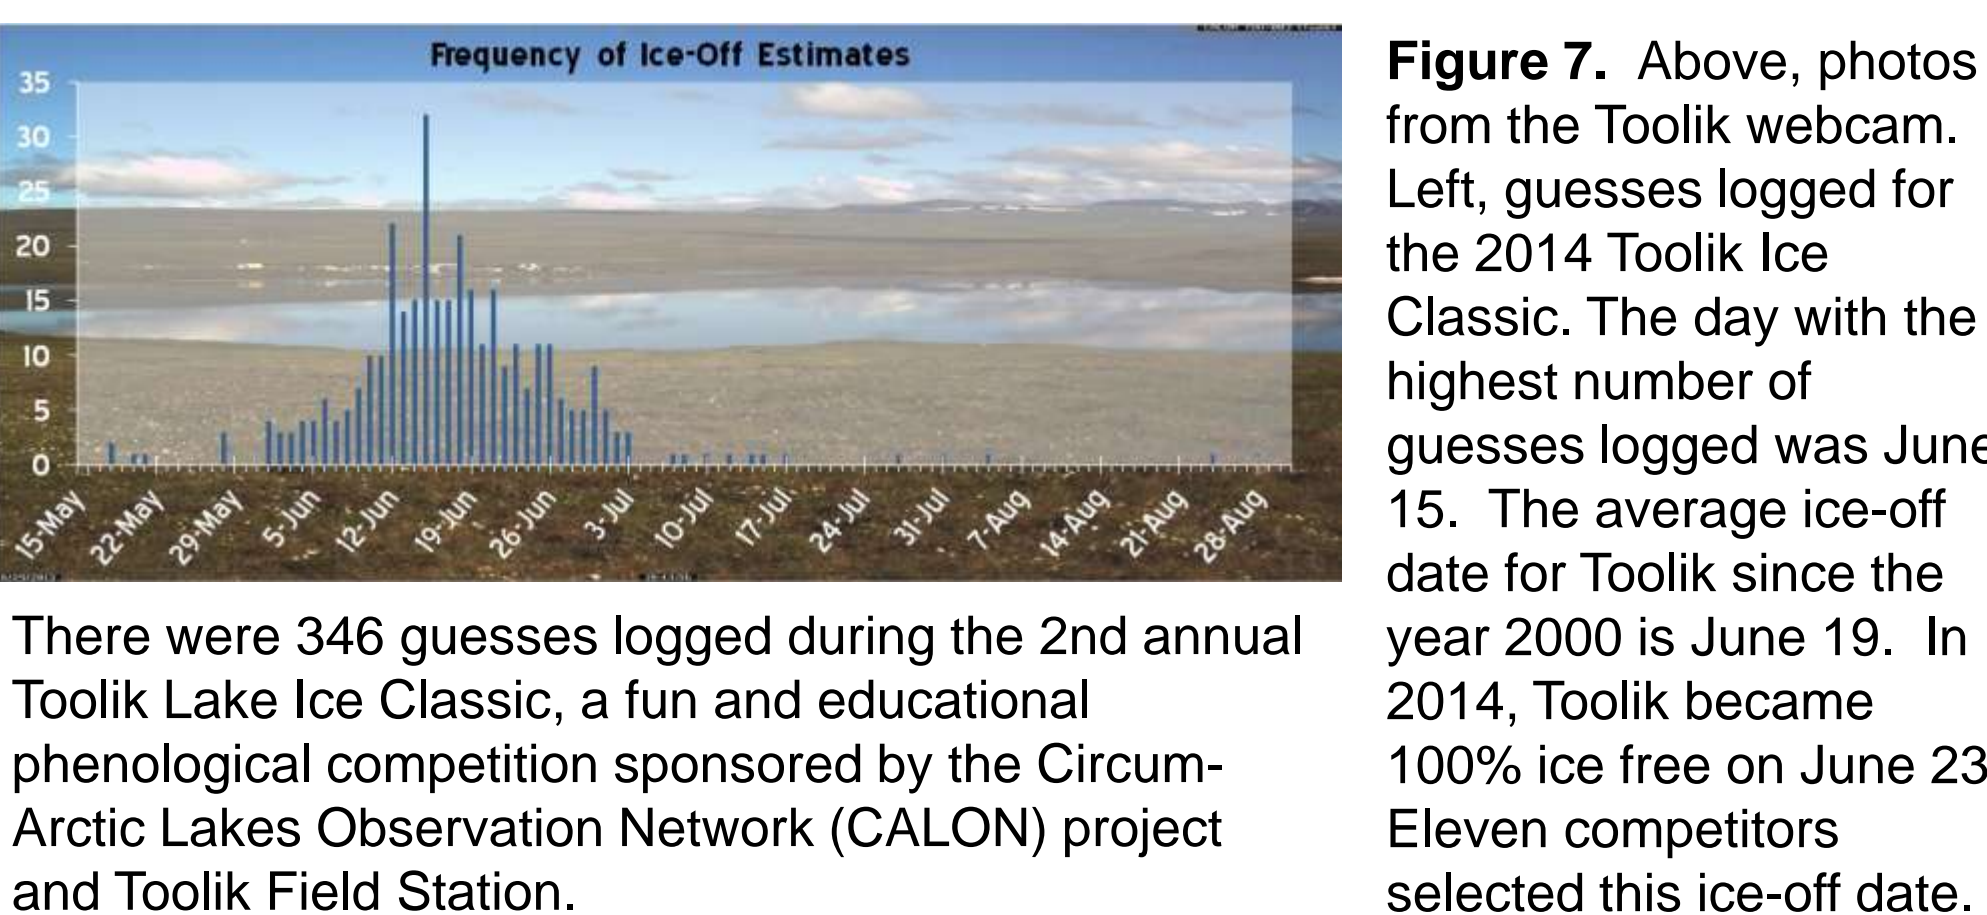 Frequency of Ice-Off Estimates
35
30
25
20
15
10
5
0
15-May
22-May
29-May
5-Jun
12-Jun
19-Jun
26-Jun
3-Jul
10-Jul
17-Jul
24-Jul
31-Jul
7-Aug
14-Aug
21-Aug
28-Aug
There were 346 guesses logged during the 2nd annual
Toolik Lake Ice Classic, a fun and educational
phenological competition sponsored by the Circum-
Arctic Lakes Observation Network (CALON) project
and Toolik Field Station.
Figure 7. Above, photos
from the Toolik webcam.
Left, guesses logged for
the 2014 Toolik Ice
Classic. The day with the
highest number of
guesses logged was June
15. The average ice-off
date for Toolik since the
year 2000 is June 19. In
2014, Toolik became
100% ice free on June 23
Eleven competitors
selected this ice-off date.